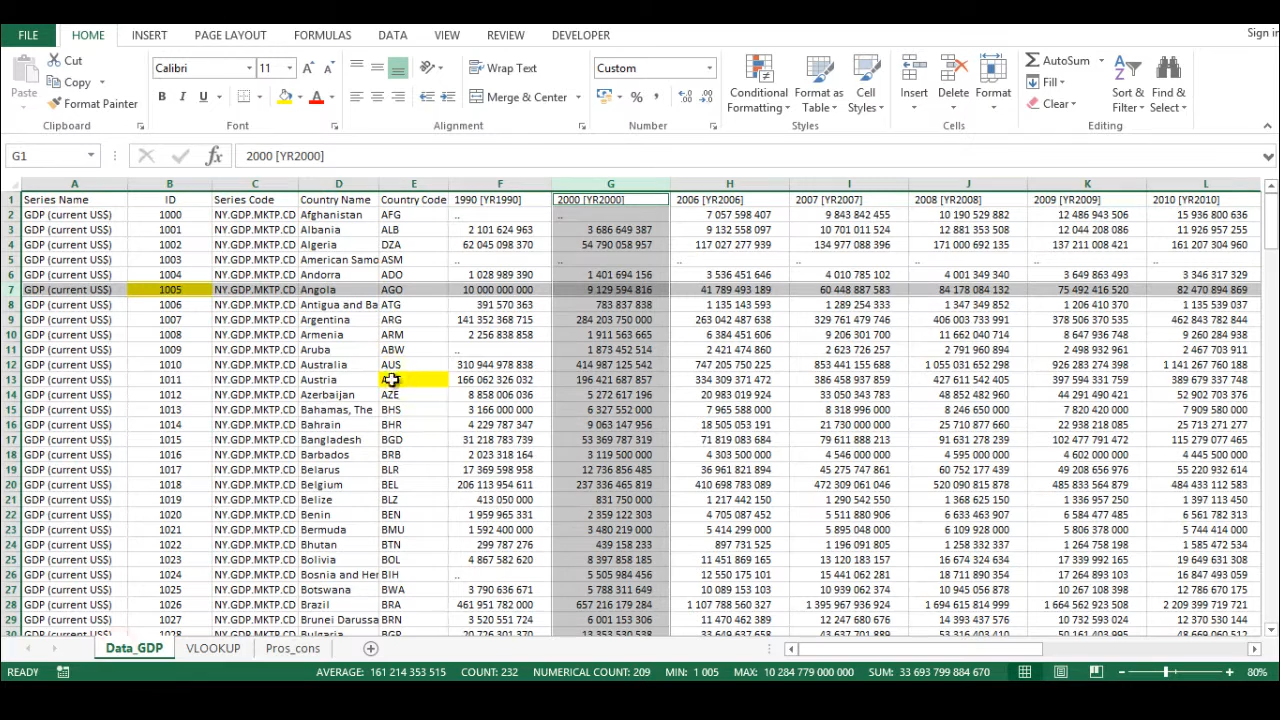 Sign in
FILE HOME INSERT PAGE LAYOUT FORMULAS DATA VIEW REVIEW DEVELOPER
Cut Calibri 11 Wrap Text Custom AutoSum
Copy Fill
Paste Format Painter Merge & Center Conditional Formatting Format as Table Cell Styles Insert Delete Format Clear Sort & Filter Find & Select
Clipboard Font Alignment Number Styles Cells Editing
G1 fx 2000 [YR2000]
A B C D E F G H I J K L
1 Series Name ID Series Code Country Name Country Code 1990 [YR1990] 2000 [YR2000] 2006 [YR2006] 2007 [YR2007] 2008 [YR2008] 2009 [YR2009] 2010 [YR2010]
2 GDP (current US$) 1000 NY.GDP.MKTP.CD Afghanistan AFG .. .. 7 057 598 407 9 843 842 455 10 190 529 882 12 486 943 506 15 936 800 636
3 GDP (current US$) 1001 NY.GDP.MKTP.CD Albania ALB 2 101 624 963 3 686 649 387 9 132 558 097 10 701 011 524 12 881 353 508 12 044 208 086 11 926 957 255
4 GDP (current US$) 1002 NY.GDP.MKTP.CD Algeria DZA 62 045 098 370 54 790 058 957 117 027 277 939 134 977 088 396 171 000 692 135 137 211 008 421 161 207 304 960
5 GDP (current US$) 1003 NY.GDP.MKTP.CD American Samo ASM .. .. .. .. .. .. ..
6 GDP (current US$) 1004 NY.GDP.MKTP.CD Andorra ADO 1 028 989 390 1 401 694 156 3 536 451 646 4 010 785 102 4 001 349 340 3 649 863 493 3 346 317 329
7 GDP (current US$) 1005 NY.GDP.MKTP.CD Angola AGO 10 000 000 000 9 129 594 816 41 789 493 189 60 448 887 583 84 178 084 132 75 492 416 520 82 470 894 869
8 GDP (current US$) 1006 NY.GDP.MKTP.CD Antigua and Ba ATG 391 570 363 783 837 838 1 135 143 593 1 289 254 333 1 347 349 852 1 206 410 370 1 135 539 037
9 GDP (current US$) 1007 NY.GDP.MKTP.CD Argentina ARG 141 352 368 715 284 203 750 000 263 042 487 638 329 761 479 746 406 003 733 991 378 506 370 535 462 843 782 844
10 GDP (current US$) 1008 NY.GDP.MKTP.CD Armenia ARM 2 256 838 858 1 911 563 665 6 384 451 606 9 206 301 700 11 662 040 714 8 647 936 748 9 260 284 938
11 GDP (current US$) 1009 NY.GDP.MKTP.CD Aruba ABW .. 1 873 452 514 2 421 474 860 2 623 726 257 2 791 960 894 2 498 932 961 2 467 703 911
12 GDP (current US$) 1010 NY.GDP.MKTP.CD Australia AUS 310 944 978 838 414 987 125 542 747 205 750 225 853 441 155 688 1 055 031 652 298 926 283 274 398 1 141 267 760 188
13 GDP (current US$) 1011 NY.GDP.MKTP.CD Austria 166 062 326 032 196 421 687 857 334 309 371 472 386 458 937 859 427 611 542 405 397 594 331 759 389 679 337 748
14 GDP (current US$) 1012 NY.GDP.MKTP.CD Azerbaijan AZE 8 858 006 036 5 272 617 196 20 983 019 924 33 050 343 783 48 852 482 960 44 291 490 421 52 902 703 376
15 GDP (current US$) 1013 NY.GDP.MKTP.CD Bahamas, The BHS 3 166 000 000 6 327 552 000 7 965 588 000 8 318 996 000 8 246 650 000 7 820 420 000 7 909 580 000
16 GDP (current US$) 1014 NY.GDP.MKTP.CD Bahrain BHR 4 229 787 347 9 063 147 956 18 505 053 191 21 730 000 000 25 710 877 660 22 938 218 085 25 713 271 277
17 GDP (current US$) 1015 NY.GDP.MKTP.CD Bangladesh BGD 31 218 783 739 53 369 787 319 71 819 083 684 79 611 888 213 91 631 278 239 102 477 791 472 115 279 077 465
18 GDP (current US$) 1016 NY.GDP.MKTP.CD Barbados BRB 2 023 318 164 3 119 500 000 4 303 500 000 4 546 000 000 4 595 000 000 4 396 500 000 4 445 500 000
19 GDP (current US$) 1017 NY.GDP.MKTP.CD Belarus BLR 17 369 598 958 12 736 856 485 36 961 821 894 45 275 747 861 60 752 177 439 49 208 656 976 55 220 932 614
20 GDP (current US$) 1018 NY.GDP.MKTP.CD Belgium BEL 206 113 954 611 237 336 465 819 410 698 783 089 472 309 061 046 520 090 815 878 485 833 564 879 484 433 112 583
21 GDP (current US$) 1019 NY.GDP.MKTP.CD Belize BLZ 413 050 000 831 750 000 1 217 442 150 1 290 542 550 1 368 625 150 1 336 957 250 1 397 113 450
22 GDP (current US$) 1020 NY.GDP.MKTP.CD Benin BEN 1 959 965 331 2 359 122 303 4 705 087 452 5 511 880 906 6 633 463 907 6 584 477 485 6 561 782 313
23 GDP (current US$) 1021 NY.GDP.MKTP.CD Bermuda BMU 1 592 400 000 3 480 219 000 5 414 299 000 5 895 048 000 6 109 928 000 5 806 378 000 5 744 414 000
24 GDP (current US$) 1022 NY.GDP.MKTP.CD Bhutan BTN 299 787 276 439 158 233 897 731 525 1 196 091 805 1 258 332 337 1 264 758 198 1 585 472 534
25 GDP (current US$) 1023 NY.GDP.MKTP.CD Bolivia BOL 4 867 582 620 8 397 858 185 11 451 869 165 13 120 183 157 16 674 324 634 17 339 992 165 19 649 631 308
26 GDP (current US$) 1024 NY.GDP.MKTP.CD Bosnia and Her BIH .. 5 505 984 456 12 550 175 101 15 441 062 214 18 711 890 354 17 264 893 103 16 847 493 059
27 GDP (current US$) 1025 NY.GDP.MKTP.CD Botswana BWA 3 790 636 671 5 788 311 649 10 089 153 103 10 939 062 374 10 945 056 878 10 267 108 398 12 786 670 175
28 GDP (current US$) 1026 NY.GDP.MKTP.CD Brazil BRA 461 951 782 000 657 216 179 284 1 107 788 560 327 1 395 967 936 924 1 694 615 814 999 1 664 562 923 508 2 209 399 719 721
29 GDP (current US$) 1027 NY.GDP.MKTP.CD Brunei Darussa BRN 3 520 551 724 6 001 153 306 11 470 462 389 12 247 680 676 14 393 437 576 10 732 593 024 12 370 530 144
30 GDP (current US$) 1028 NY.GDP.MKTP.CD Bulgaria BGR
Data_GDP VLOOKUP Pros_cons
READY AVERAGE: 161 214 353 515 COUNT: 232 NUMERICAL COUNT: 209 MIN: 1 005 MAX: 10 284 779 000 000 SUM: 33 693 799 884 670 80%